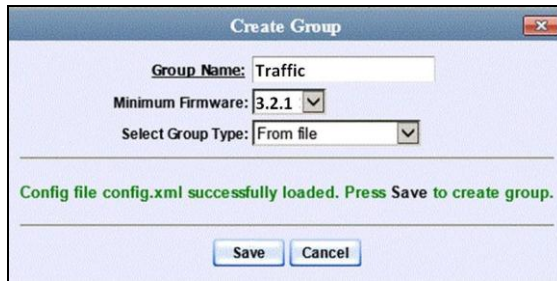 Create Group
Group Name: Traffic
Minimum Firmware: 3.2.1
Select Group Type: From file
Config file config.xml successfully loaded. Press Save to create group.
Save Cancel